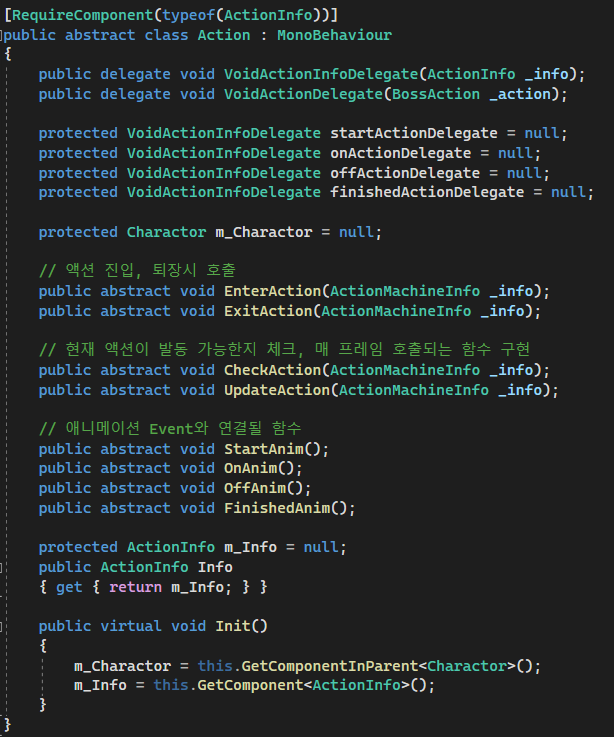 [RequireComponent(typeof(ActionInfo))]
public abstract class Action : MonoBehaviour
{
public delegate void VoidActionInfoDelegate(ActionInfo _info);
public delegate void VoidActionDelegate(BossAction _action);
protected VoidActionInfoDelegate startActionDelegate = null;
protected VoidActionInfoDelegate onActionDelegate = null;
protected VoidActionInfoDelegate offActionDelegate = null;
protected VoidActionInfoDelegate finishedActionDelegate = null;
protected Charactor m_Charactor = null;
// 액션 진입, 퇴장시 호출
public abstract void EnterAction(ActionMachineInfo _info);
public abstract void ExitAction(ActionMachineInfo _info);
// 현재 액션이 발동 가능한지 체크, 매 프레임 호출되는 함수 구현
public abstract void CheckAction(ActionMachineInfo _info);
public abstract void UpdateAction(ActionMachineInfo _info);
// 애니메이션 Event와 연결될 함수
public abstract void StartAnim();
public abstract void OnAnim();
public abstract void OffAnim();
public abstract void FinishedAnim();
protected ActionInfo m_Info = null;
public ActionInfo Info
{ get { return m_Info; } }
public virtual void Init()
{
m_Charactor = this.GetComponentInParent<Charactor>();
m_Info = this.GetComponent<ActionInfo>();
}
}